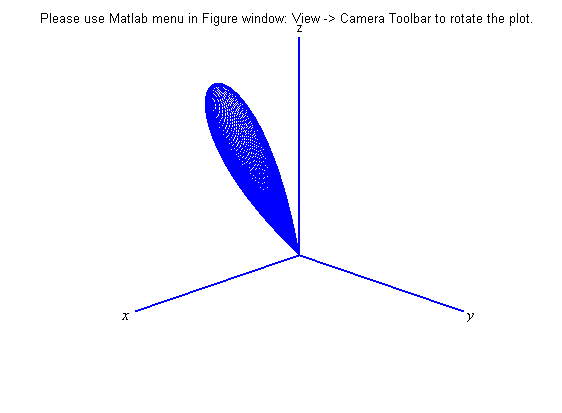 Please use Matlab menu in Figure window: View -> Camera Toolbar to rotate the plot.
z
x
y